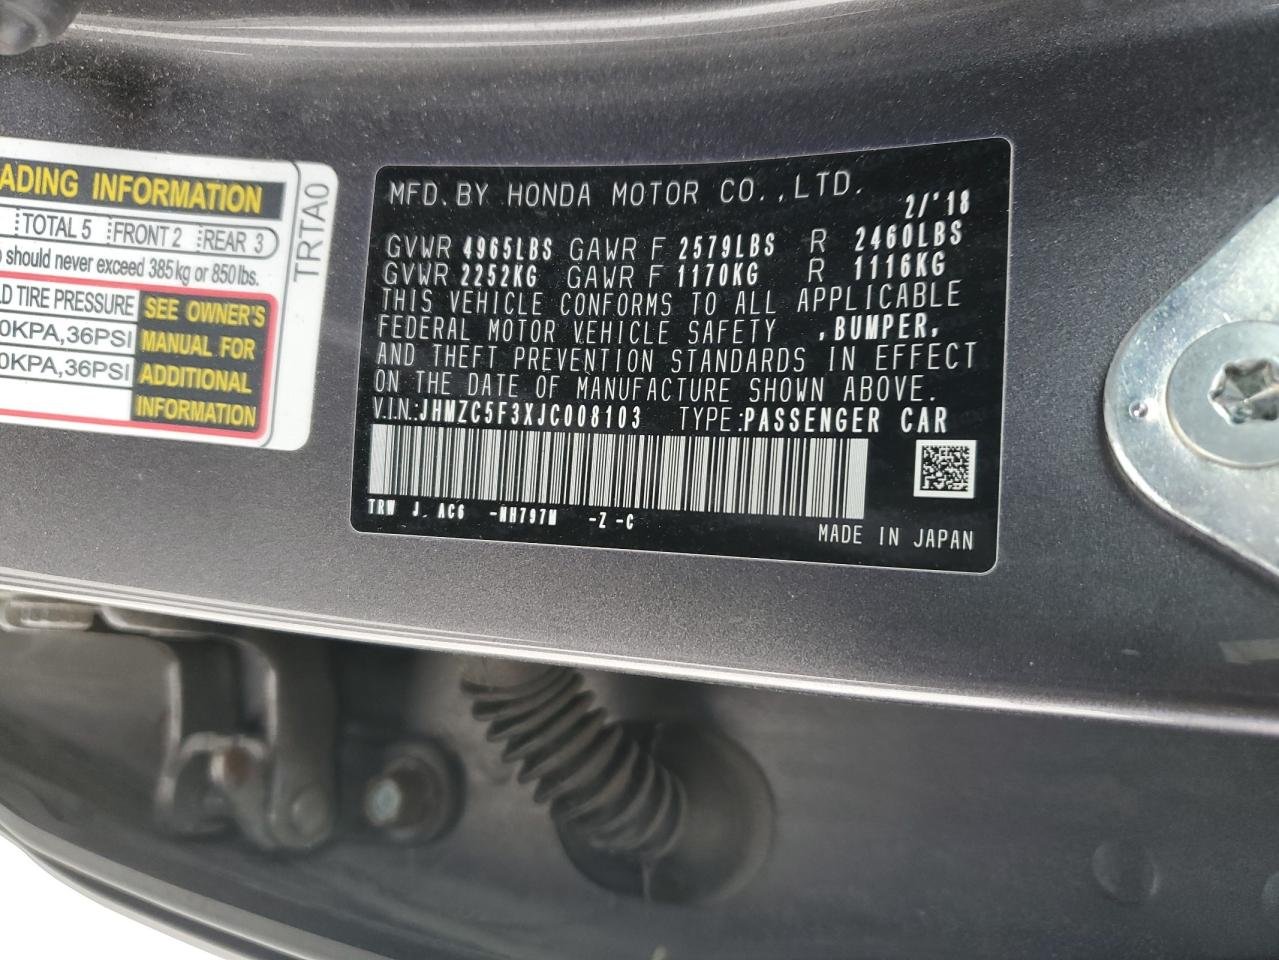 ADING INFORMATION
TOTAL 5 FRONT 2 REAR 3
should never exceed 385 kg or 850 lbs.
D TIRE PRESSURE SEE OWNER'S
0KPA,36PSI MANUAL FOR
0KPA,36PSI ADDITIONAL
INFORMATION
TRTA0
MFD. BY HONDA MOTOR CO., LTD.
2/'18
GVWR 4965LBS GAWR F 2579LBS R 2460LBS
GVWR 2252KG GAWR F 1170KG R 1116KG
THIS VEHICLE CONFORMS TO ALL APPLICABLE
FEDERAL MOTOR VEHICLE SAFETY ,BUMPER,
AND THEFT PREVENTION STANDARDS IN EFFECT
ON THE DATE OF MANUFACTURE SHOWN ABOVE.
V.I.N.:JHMZC5F3XJC008103 TYPE:PASSENGER CAR
TRW J. AC6 -NH797M -Z -C
MADE IN JAPAN